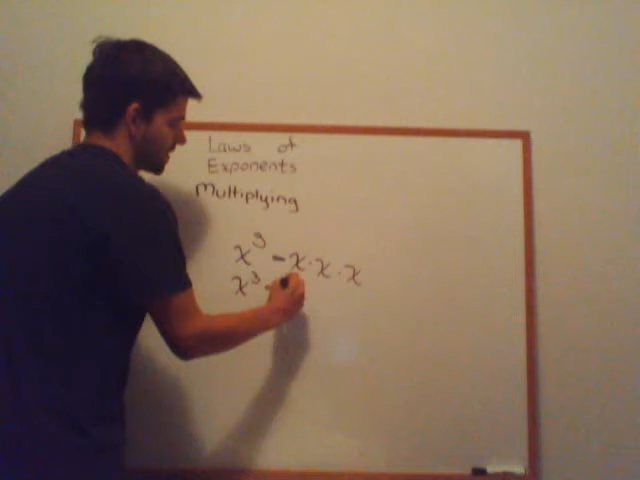 Laws of
Exponents
Multiplying
x³ = x · x · x
x³ ·